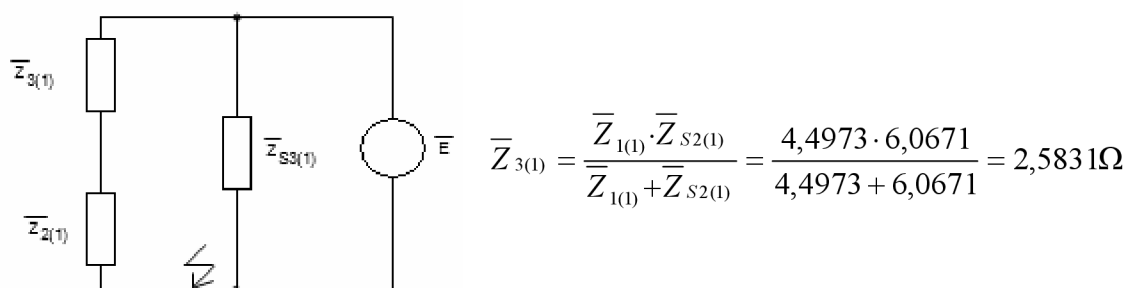 Z̅3(1)
Z̅S3(1)
E̅
Z̅2(1)
Z̅3(1) = Z̅1(1)·Z̅S2(1) / Z̅1(1)+Z̅S2(1) = 4,4973·6,0671 / 4,4973+6,0671 = 2,5831Ω